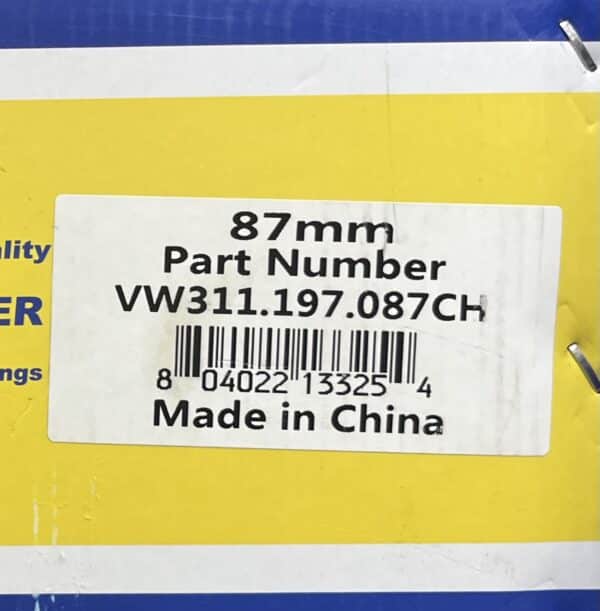 ality
ER
ngs
87mm
Part Number
VW311.197.087CH
8 04022 13325 4
Made in China